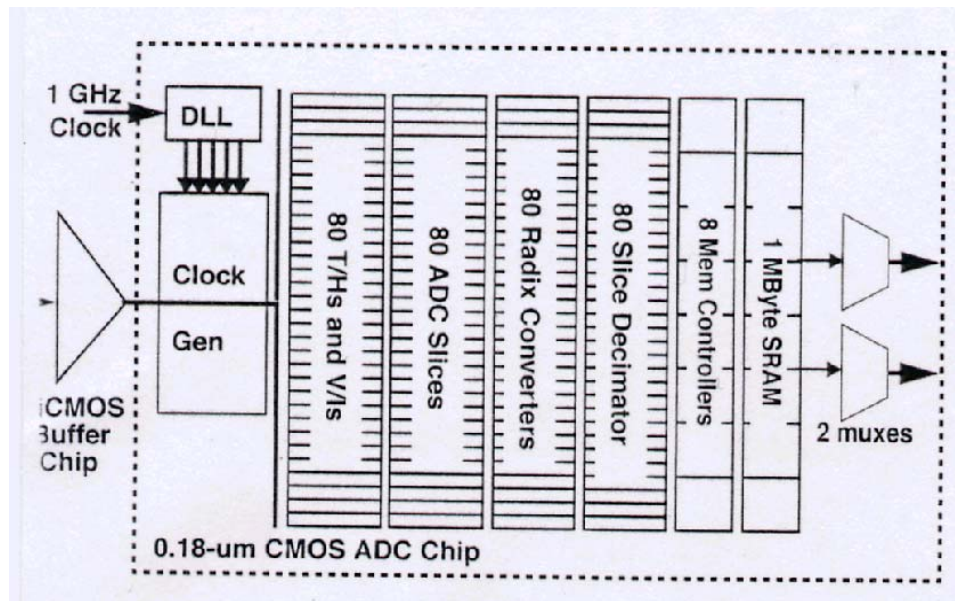 1 GHz
Clock
DLL
Clock
Gen
CMOS
Buffer
Chip
80 T/Hs and V/Is
80 ADC Slices
80 Radix Converters
80 Slice Decimator
8 Mem Controllers
1 MByte SRAM
2 muxes
0.18-um CMOS ADC Chip